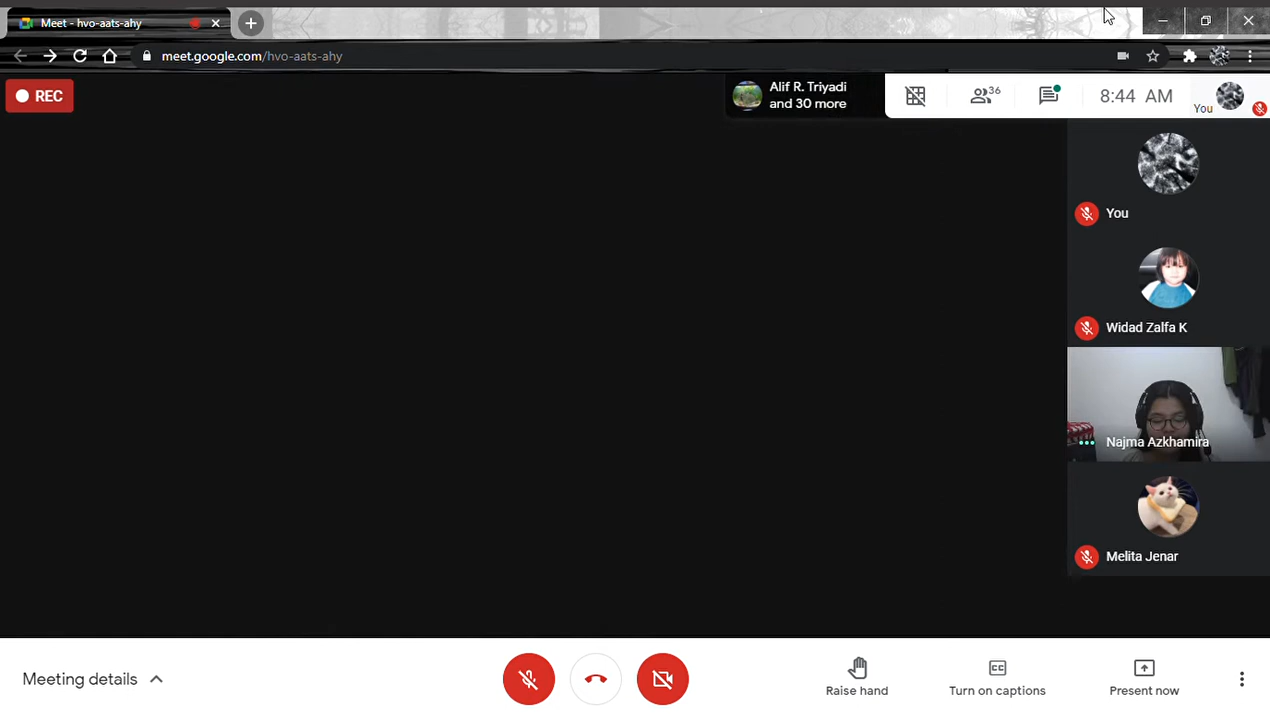 Meet - hvo-aats-ahy
meet.google.com/hvo-aats-ahy
REC
Alif R. Triyadi
and 30 more
36
8:44 AM
You
You
Widad Zalfa K
Najma Azkhamira
Melita Jenar
Meeting details
CC
Raise hand
Turn on captions
Present now